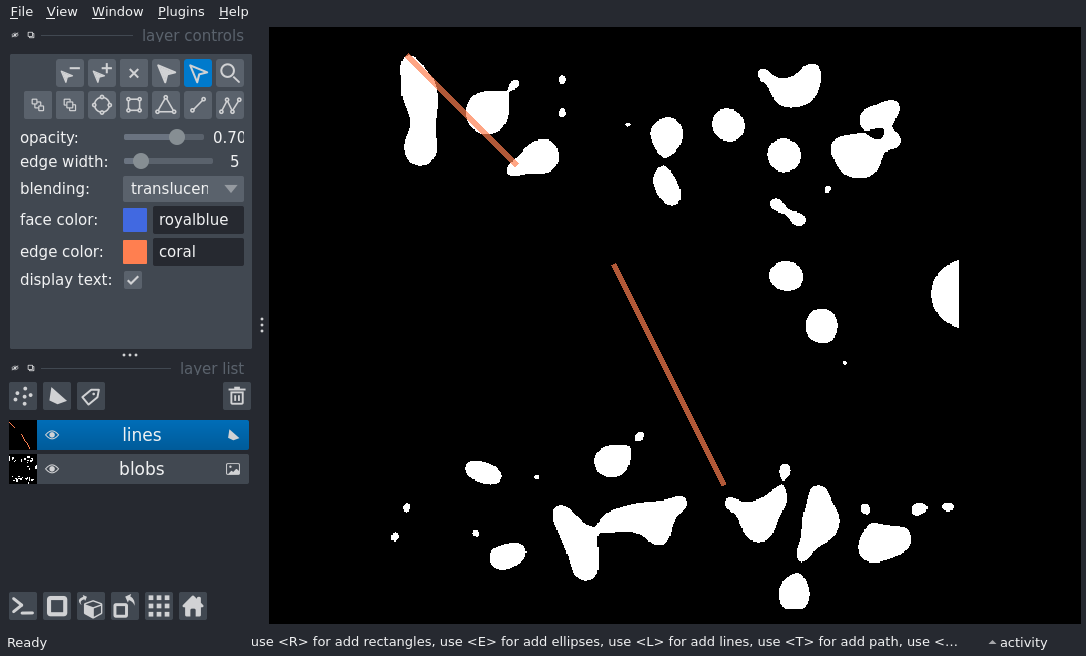 File View Window Plugins Help
layer controls
opacity: 0.70
edge width: 5
blending: translucen
face color: royalblue
edge color: coral
display text:
layer list
lines
blobs
Ready use <R> for add rectangles, use <E> for add ellipses, use <L> for add lines, use <T> for add path, use <... activity